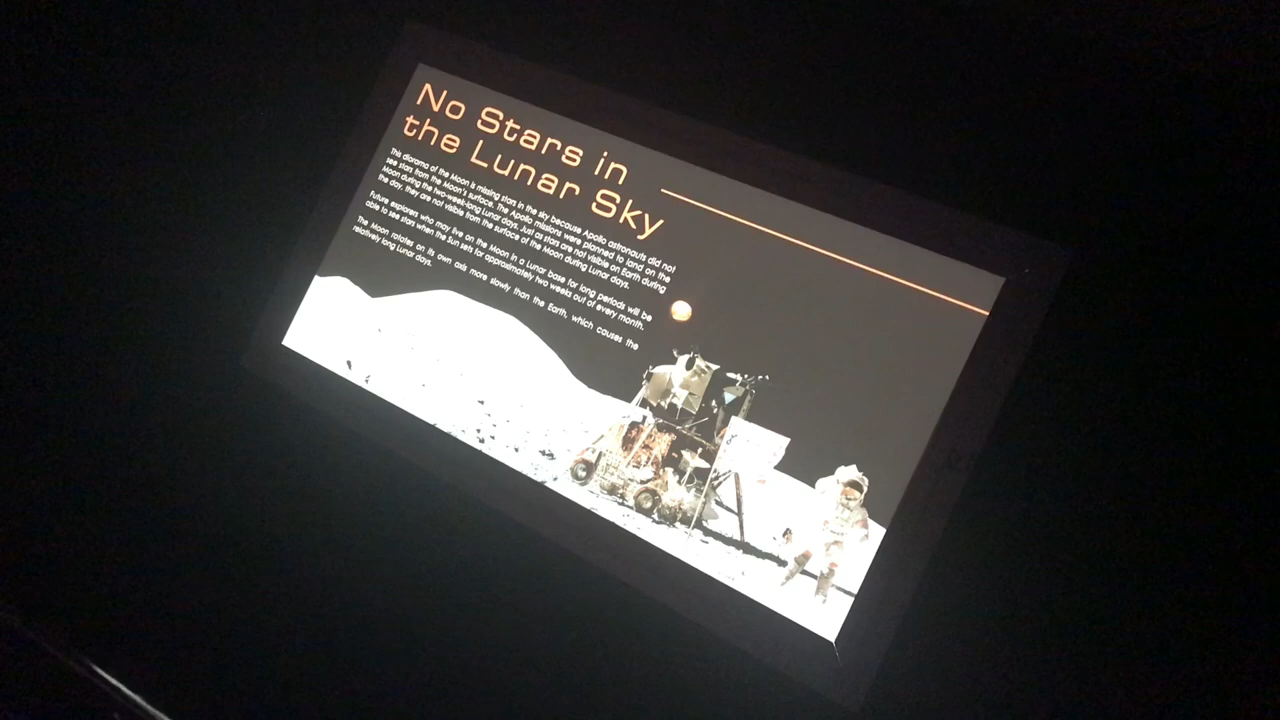 No Stars in
the Lunar Sky
This diorama of the Moon is missing stars in the sky because Apollo astronauts did not
see stars from the Moon's surface. The Apollo missions were planned to land on the
Moon during the two-week-long Lunar days. Just as stars are not visible on Earth during
the day, they are not visible from the surface of the Moon during Lunar days.
Future explorers who may live on the Moon in a Lunar base for long periods will be
able to see stars when the Sun sets for approximately two weeks out of every month.
The Moon rotates on its own axis more slowly than the Earth, which causes the
relatively long Lunar days.